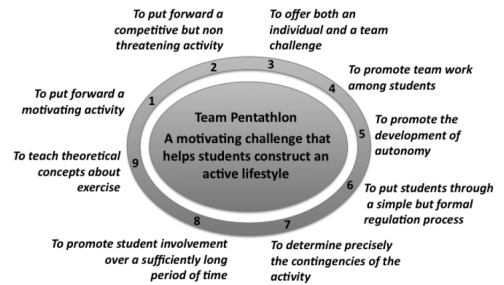 To put forward a
competitive but non
threatening activity
To offer both an
individual and a team
challenge
2
3
To put forward a
motivating activity
1
4
To promote team work
among students
Team Pentathlon
A motivating challenge that
helps students construct an
active lifestyle
5
To promote the
development of
autonomy
To teach theoretical
concepts about
exercise
9
6
To put students through
a simple but formal
regulation process
8
7
To promote student involvement
over a sufficiently long
period of time
To determine precisely
the contingencies of the
activity